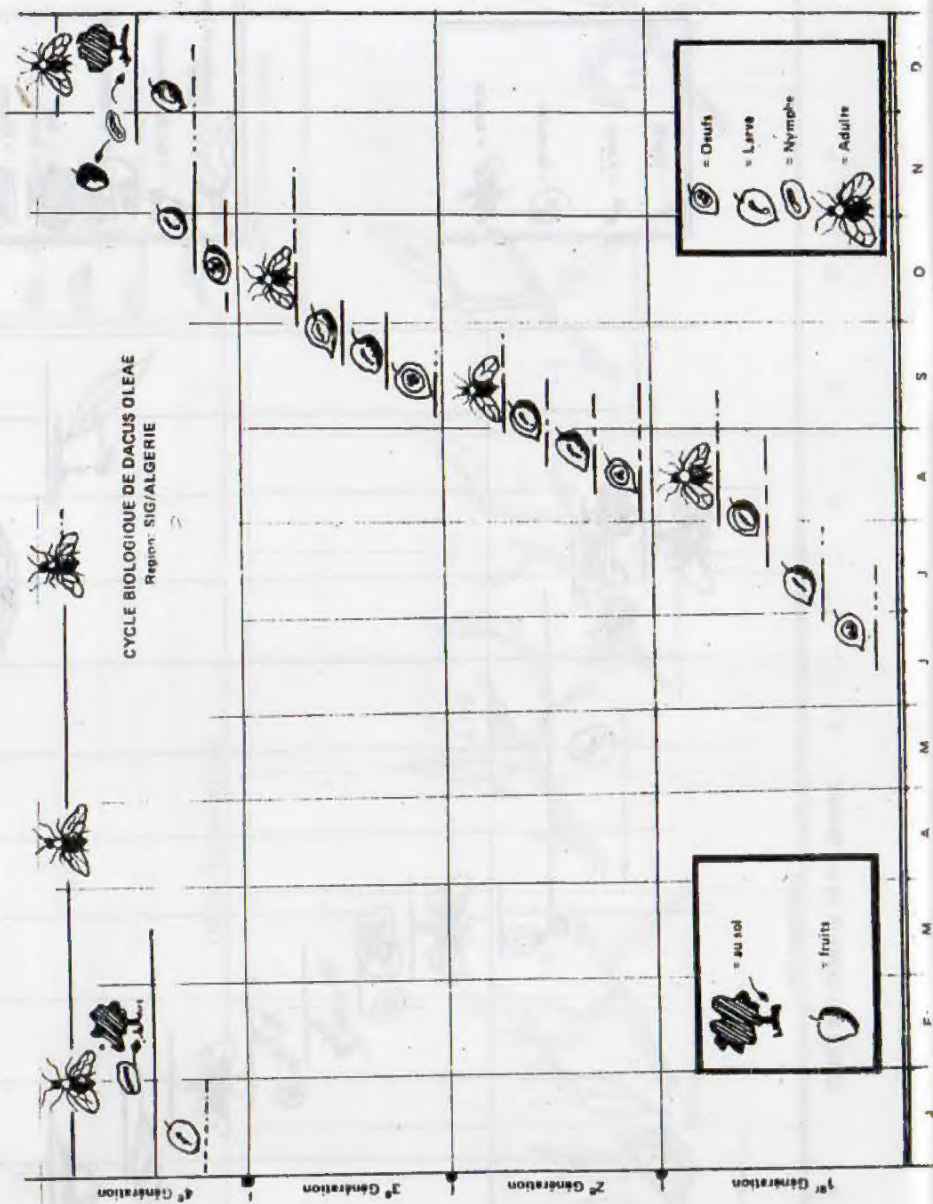 CYCLE BIOLOGIQUE DE DACUS OLEAE
Region: SIG/ALGERIE
4e Génération
3e Génération
2e Génération
1er Génération
= au sol
= fruits
= Oeufs
= Larve
= Nymphe
= Adulte
J F M A M J J A S O N D